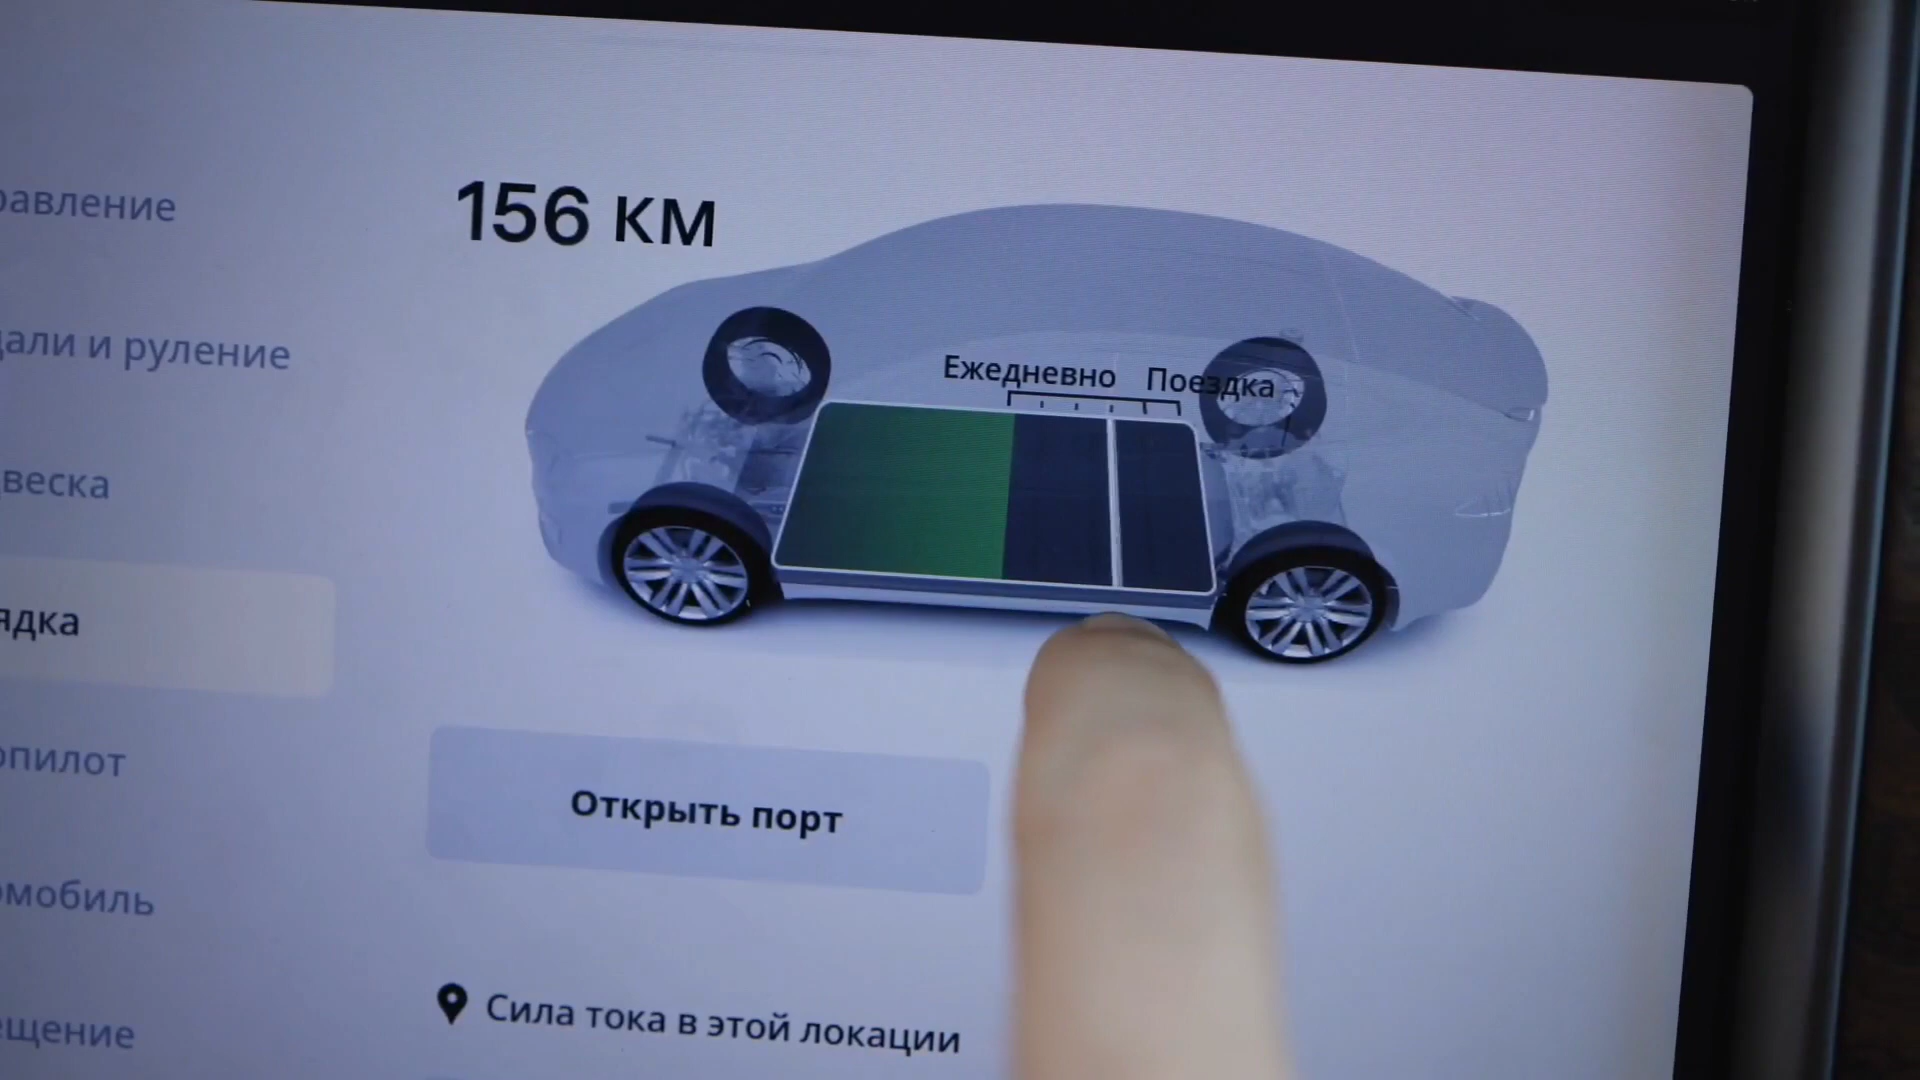 156 км
равление
Ежедневно Поездка
дали и руление
веска
ядка
опилот
Открыть порт
омобиль
Сила тока в этой локации
ещение